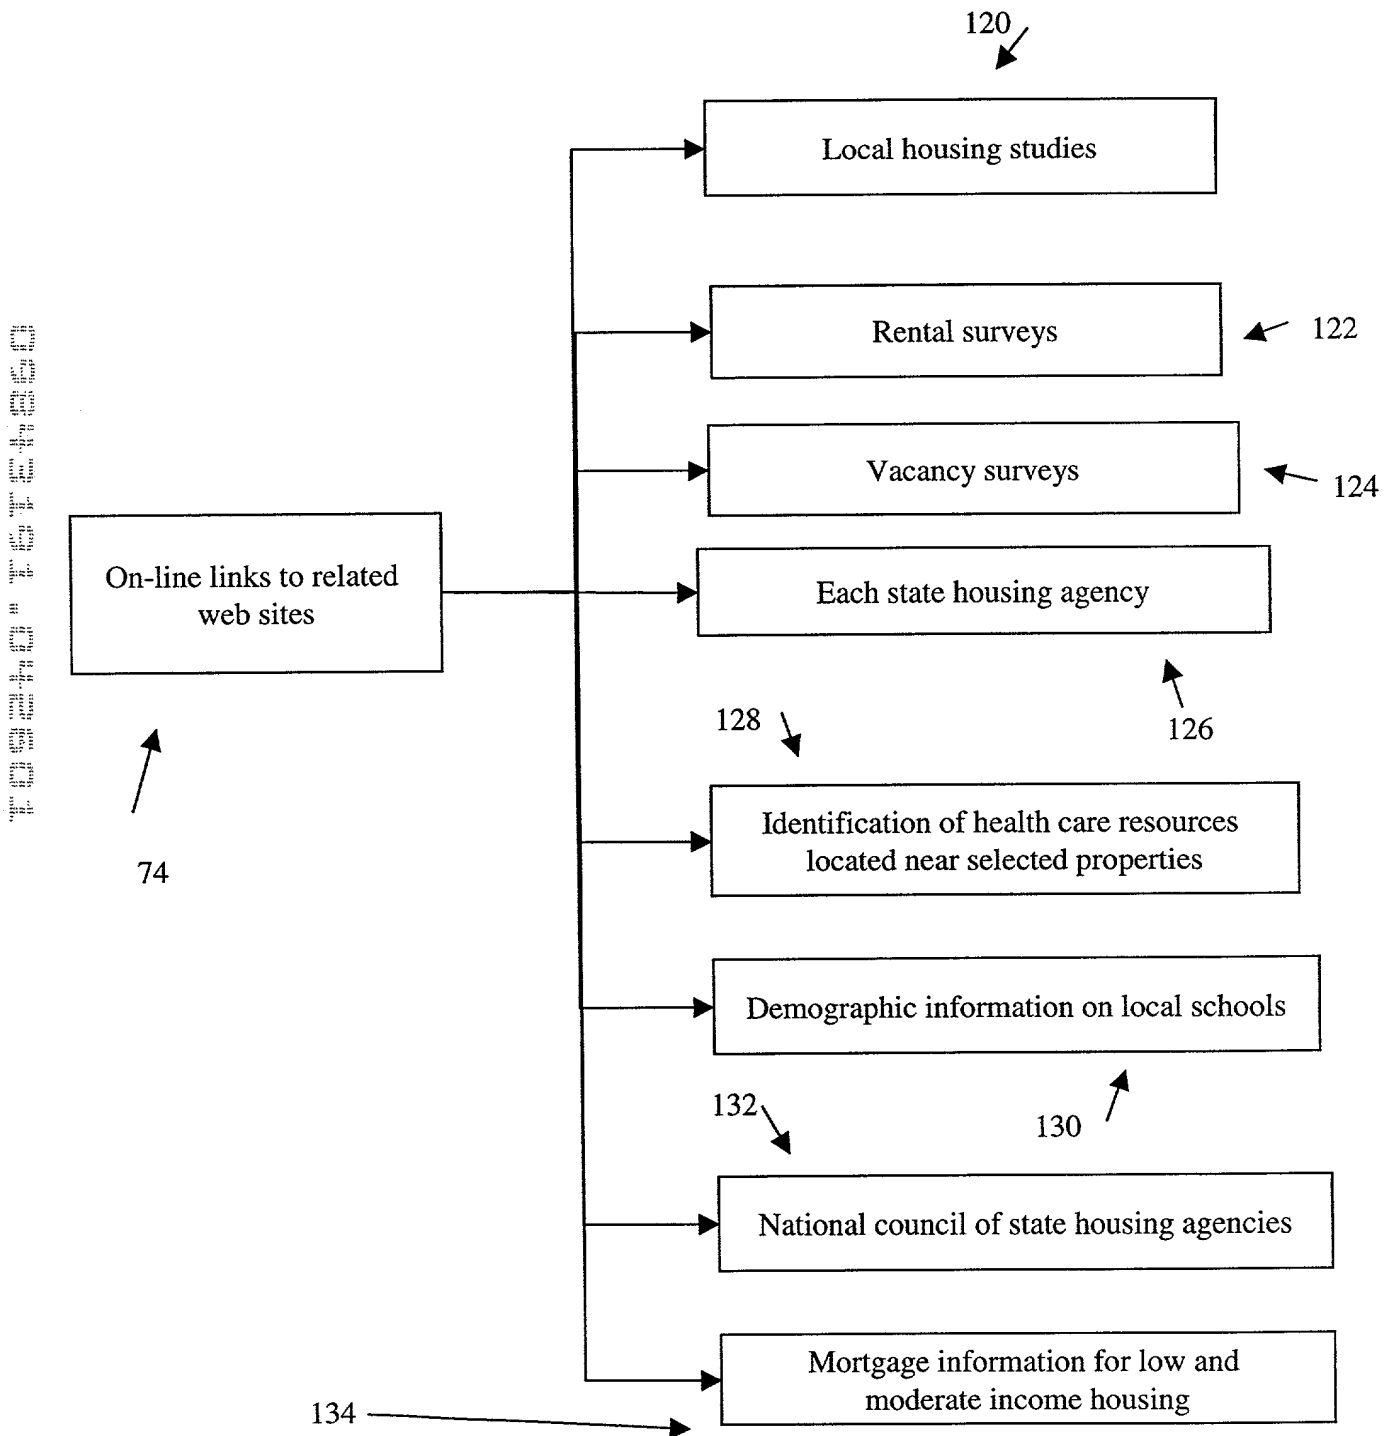 120
Local housing studies
Rental surveys
122
Vacancy surveys
124
On-line links to related
web sites
74
Each state housing agency
126
128
Identification of health care resources
located near selected properties
Demographic information on local schools
130
132
National council of state housing agencies
Mortgage information for low and
moderate income housing
134
09843191.042601